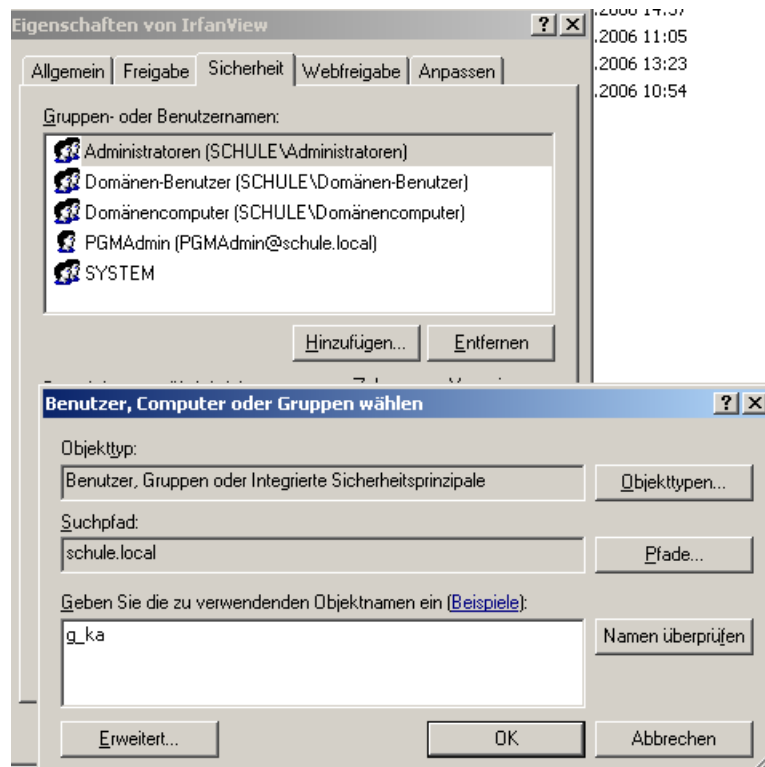 Eigenschaften von IrfanView
.2006 14:37
.2006 11:05
.2006 13:23
.2006 10:54
Allgemein
Freigabe
Sicherheit
Webfreigabe
Anpassen
Gruppen- oder Benutzernamen:
Administratoren (SCHULE\Administratoren)
Domänen-Benutzer (SCHULE\Domänen-Benutzer)
Domänencomputer (SCHULE\Domänencomputer)
PGMAdmin (PGMAdmin@schule.local)
SYSTEM
Hinzufügen...
Entfernen
Benutzer, Computer oder Gruppen wählen
Objekttyp:
Benutzer, Gruppen oder Integrierte Sicherheitsprinzipale
Objekttypen...
Suchpfad:
schule.local
Pfade...
Geben Sie die zu verwendenden Objektnamen ein (Beispiele):
g_ka
Namen überprüfen
Erweitert...
OK
Abbrechen